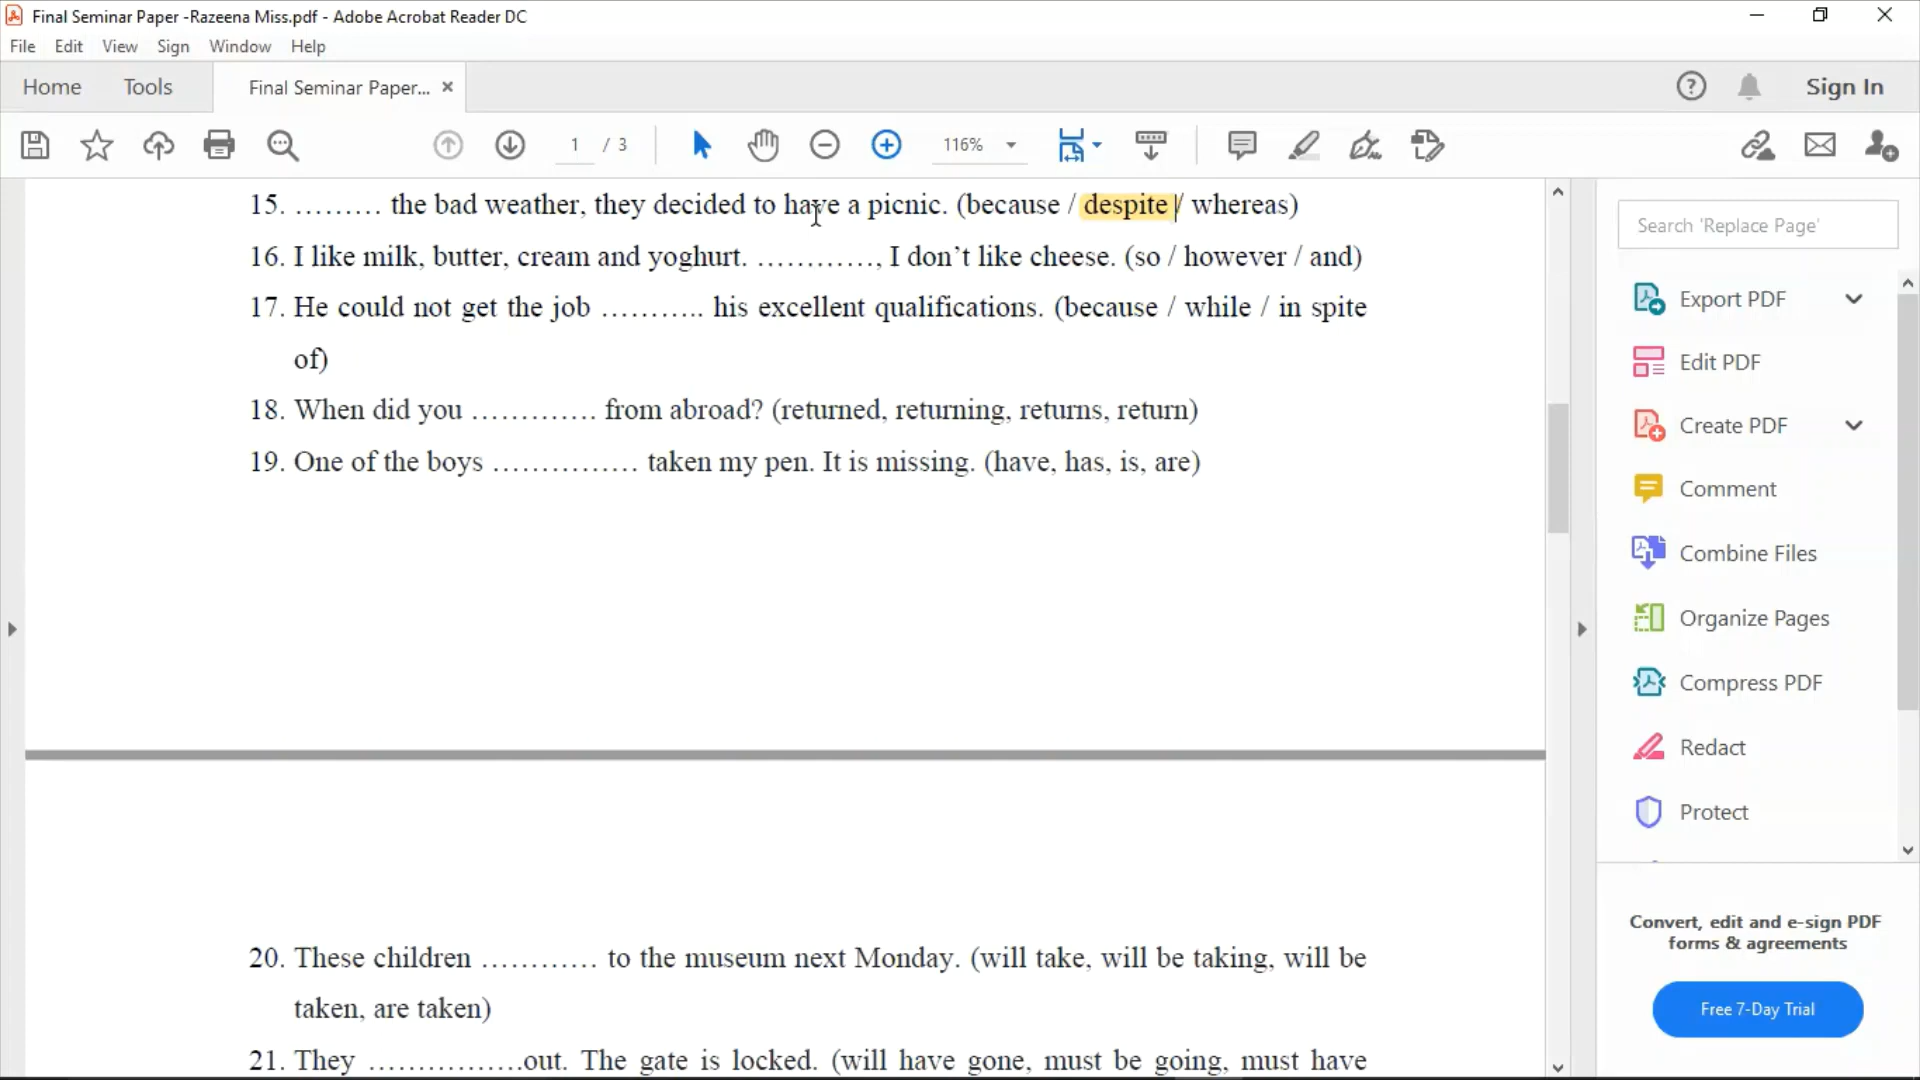 Final Seminar Paper -Razeena Miss.pdf - Adobe Acrobat Reader DC
File Edit View Sign Window Help
Home Tools Final Seminar Paper... × Sign In
1 / 3 116%
15. ……… the bad weather, they decided to have a picnic. (because / despite / whereas)
16. I like milk, butter, cream and yoghurt. …………, I don’t like cheese. (so / however / and)
17. He could not get the job ……….. his excellent qualifications. (because / while / in spite
of)
18. When did you …………. from abroad? (returned, returning, returns, return)
19. One of the boys …………… taken my pen. It is missing. (have, has, is, are)
20. These children ………… to the museum next Monday. (will take, will be taking, will be
taken, are taken)
21. They …………….out. The gate is locked. (will have gone, must be going, must have
Search 'Replace Page'
Export PDF
Edit PDF
Create PDF
Comment
Combine Files
Organize Pages
Compress PDF
Redact
Protect
Convert, edit and e-sign PDF
forms & agreements
Free 7-Day Trial